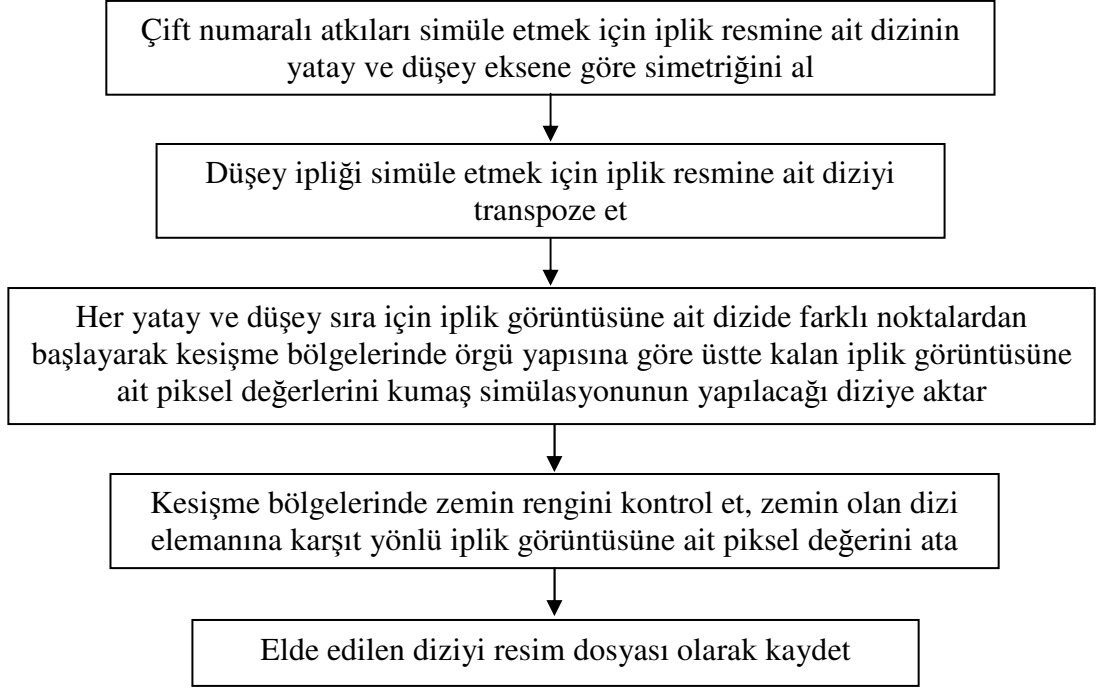 Çift numaralı atkıları simüle etmek için iplik resmine ait dizinin
yatay ve düşey eksene göre simetriğini al
Düşey ipliği simüle etmek için iplik resmine ait diziyi
transpoze et
Her yatay ve düşey sıra için iplik görüntüsüne ait dizide farklı noktalardan
başlayarak kesişme bölgelerinde örgü yapısına göre üstte kalan iplik görüntüsüne
ait piksel değerlerini kumaş simülasyonunun yapılacağı diziye aktar
Kesişme bölgelerinde zemin rengini kontrol et, zemin olan dizi
elemanına karşıt yönlü iplik görüntüsüne ait piksel değerini ata
Elde edilen diziyi resim dosyası olarak kaydet